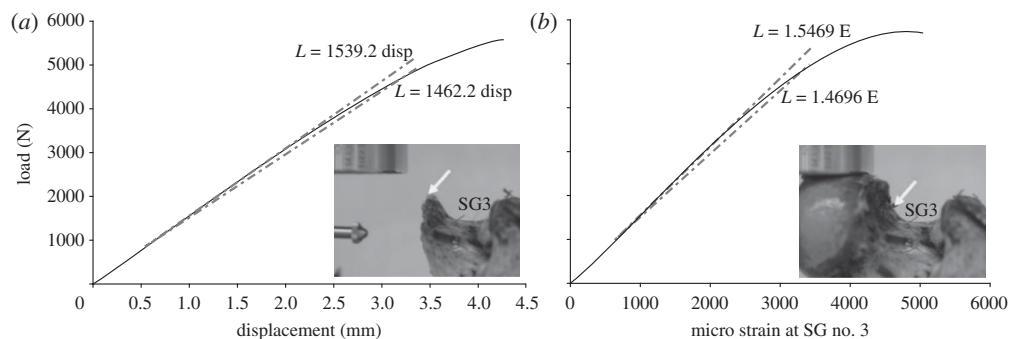 (a)
6000
5000
4000
3000
2000
1000
0
load (N)
L = 1539.2 disp
L = 1462.2 disp
SG3
0 0.5 1.0 1.5 2.0 2.5 3.0 3.5 4.0 4.5
displacement (mm)
(b)
L = 1.5469 E
L = 1.4696 E
SG3
0 1000 2000 3000 4000 5000 6000
micro strain at SG no. 3